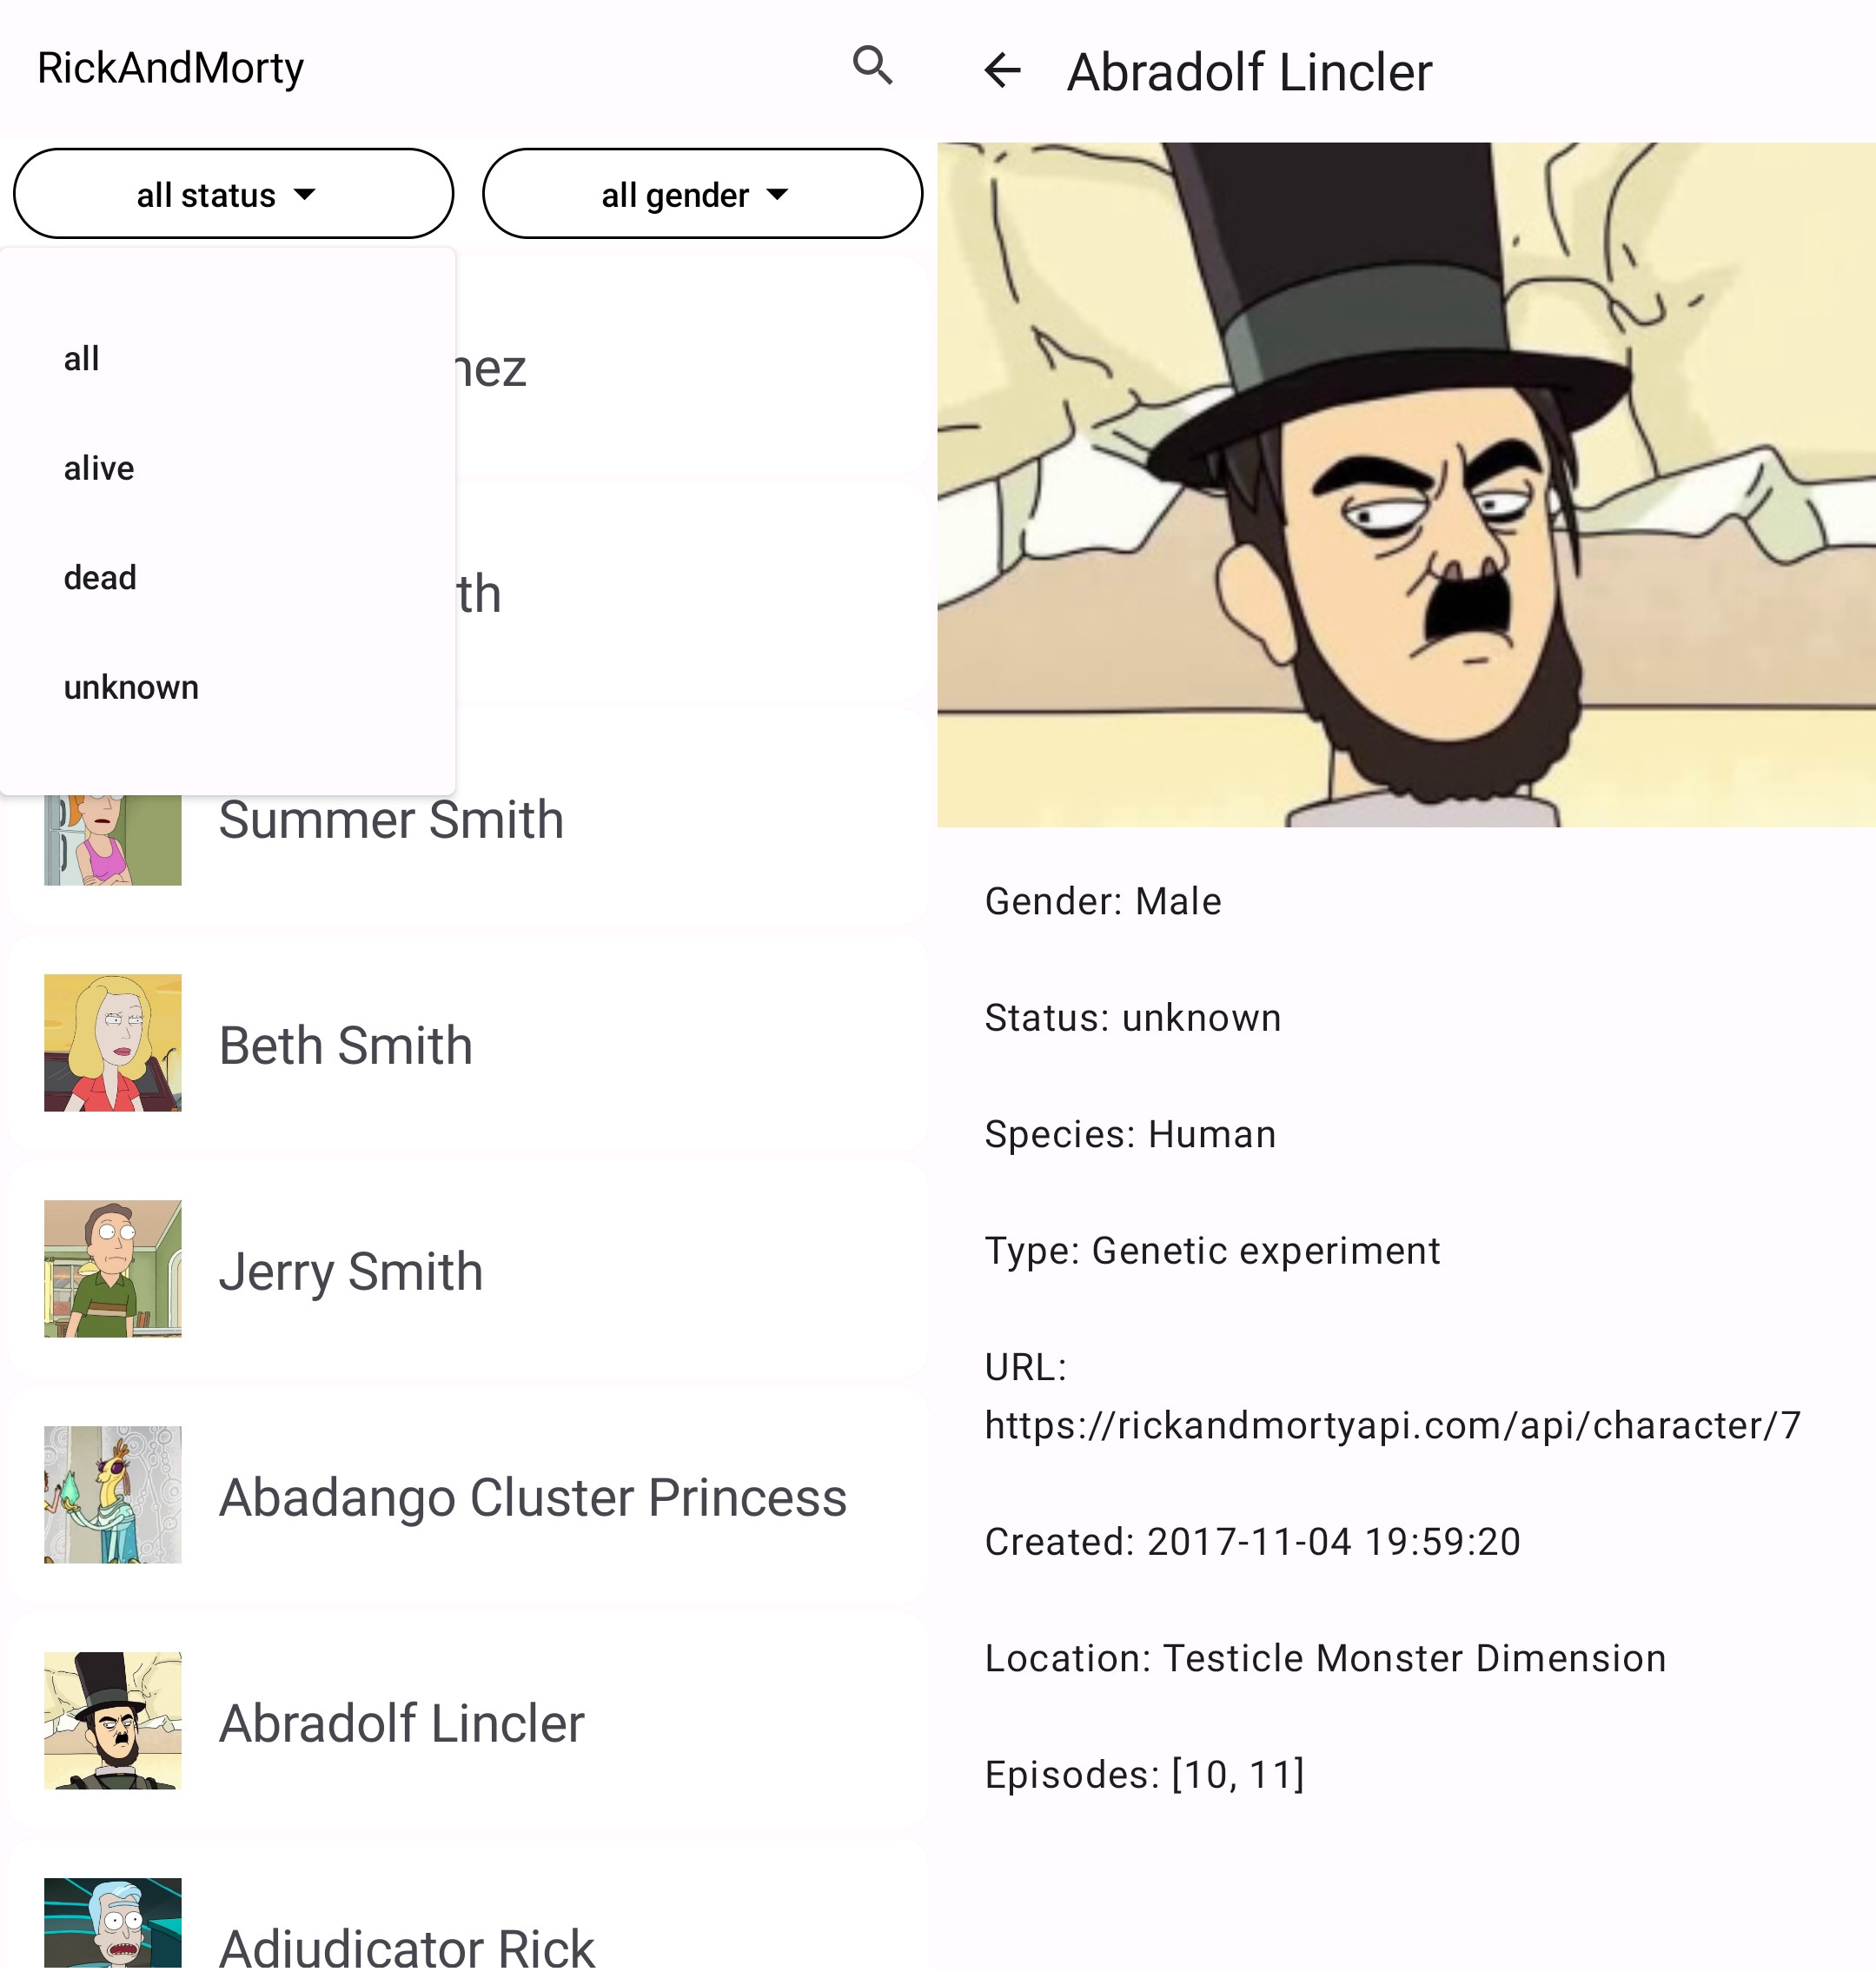 RickAndMorty
all status
all gender
all
alive
dead
unknown
Summer Smith
Beth Smith
Jerry Smith
Abadango Cluster Princess
Abradolf Lincler
Adjudicator Rick
Abradolf Lincler
Gender: Male
Status: unknown
Species: Human
Type: Genetic experiment
URL:
https://rickandmortyapi.com/api/character/7
Created: 2017-11-04 19:59:20
Location: Testicle Monster Dimension
Episodes: [10, 11]